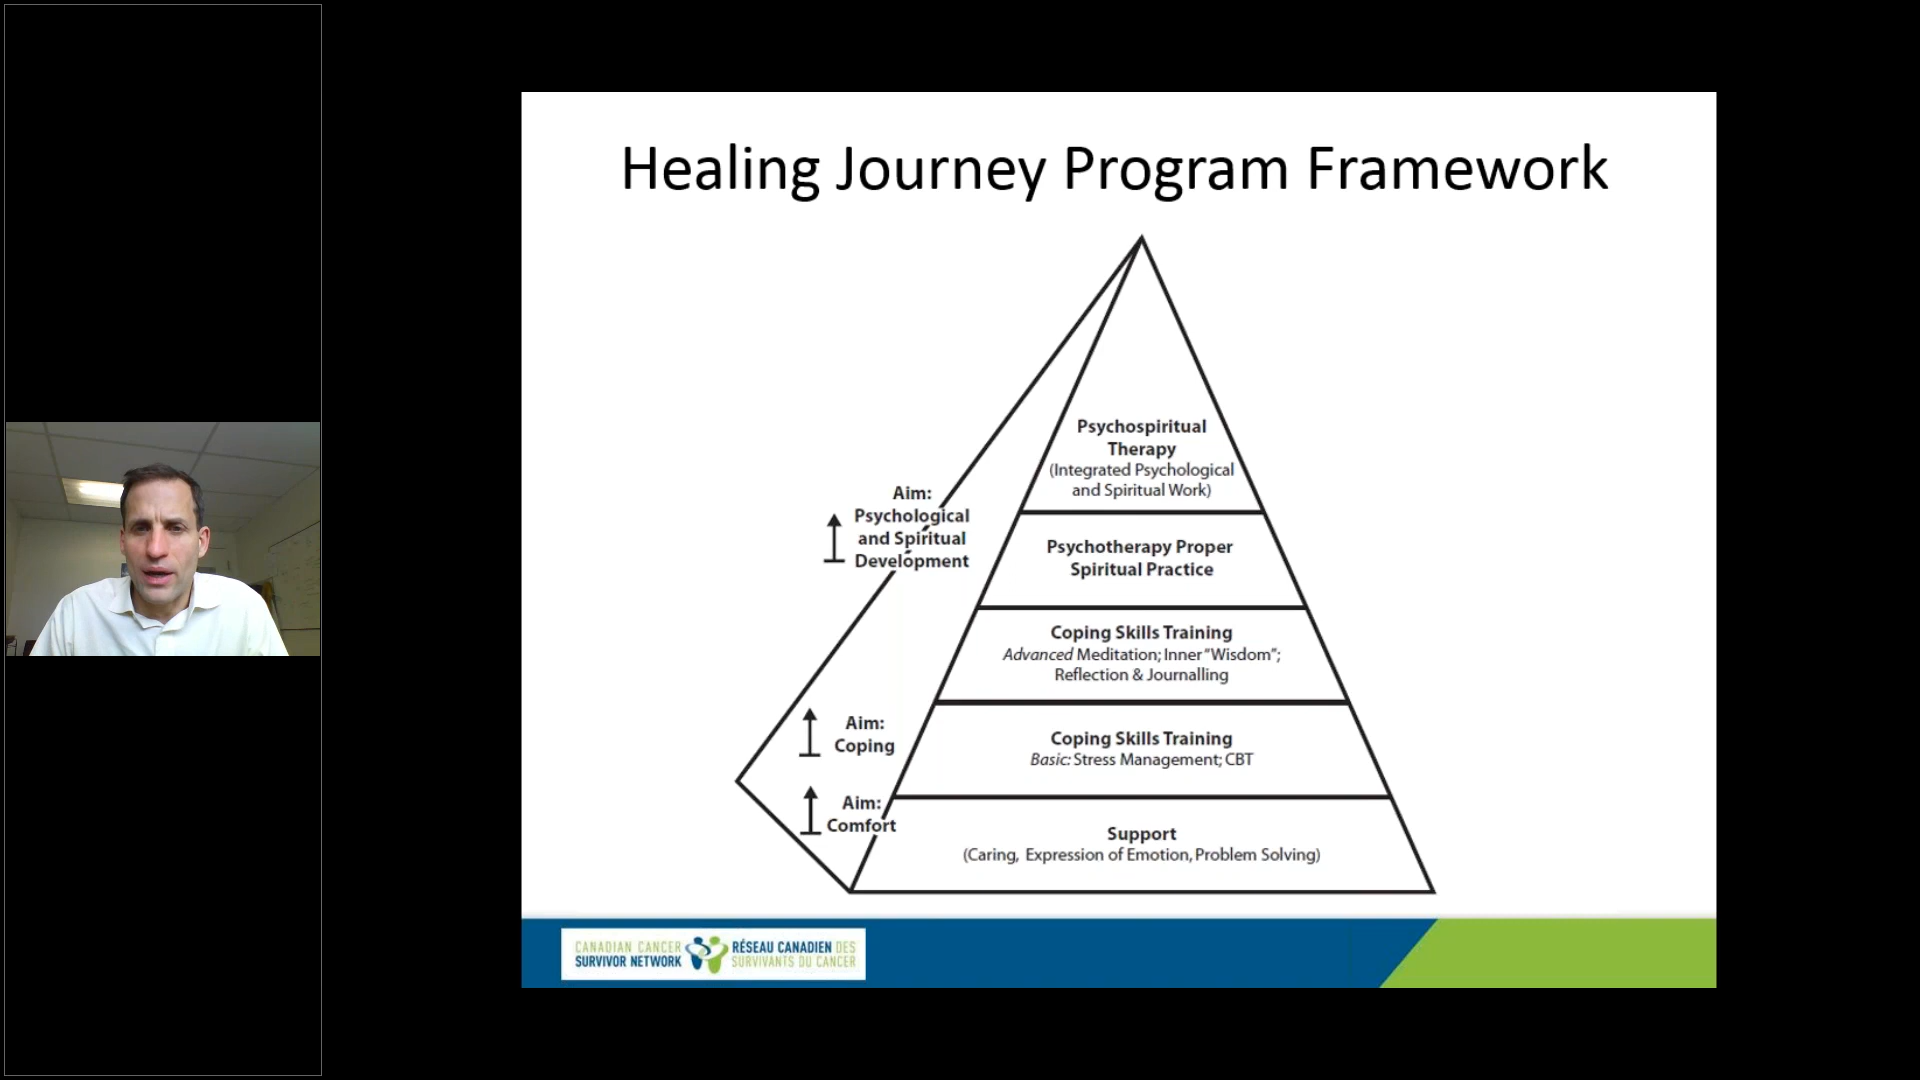 Healing Journey Program Framework
Psychospiritual
Therapy
(Integrated Psychological
and Spiritual Work)
Aim:
Psychological
and Spiritual
Development
Psychotherapy Proper
Spiritual Practice
Coping Skills Training
Advanced Meditation; Inner “Wisdom”;
Reflection & Journalling
Aim:
Coping
Coping Skills Training
Basic: Stress Management; CBT
Aim:
Comfort
Support
(Caring, Expression of Emotion, Problem Solving)
CANADIAN CANCER
SURVIVOR NETWORK
RÉSEAU CANADIEN DES
SURVIVANTS DU CANCER